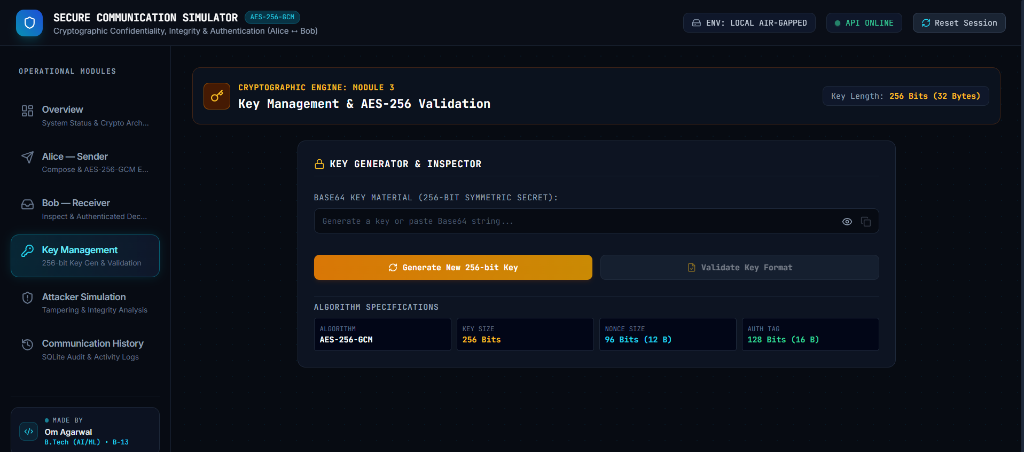 SECURE COMMUNICATION SIMULATOR AES-256-GCM
Cryptographic Confidentiality, Integrity & Authentication (Alice ↔ Bob)
ENV: LOCAL AIR-GAPPED
API ONLINE
Reset Session
OPERATIONAL MODULES
Overview
System Status & Crypto Arch...
Alice — Sender
Compose & AES-256-GCM E...
Bob — Receiver
Inspect & Authenticated Dec...
Key Management
256-bit Key Gen & Validation
Attacker Simulation
Tampering & Integrity Analysis
Communication History
SQLite Audit & Activity Logs
MADE BY
Om Agarwal
B.Tech (AI/ML) • B-13
CRYPTOGRAPHIC ENGINE: MODULE 3
Key Management & AES-256 Validation
Key Length: 256 Bits (32 Bytes)
KEY GENERATOR & INSPECTOR
BASE64 KEY MATERIAL (256-BIT SYMMETRIC SECRET):
Generate a key or paste Base64 string...
Generate New 256-bit Key
Validate Key Format
ALGORITHM SPECIFICATIONS
ALGORITHM
AES-256-GCM
KEY SIZE
256 Bits
NONCE SIZE
96 Bits (12 B)
AUTH TAG
128 Bits (16 B)